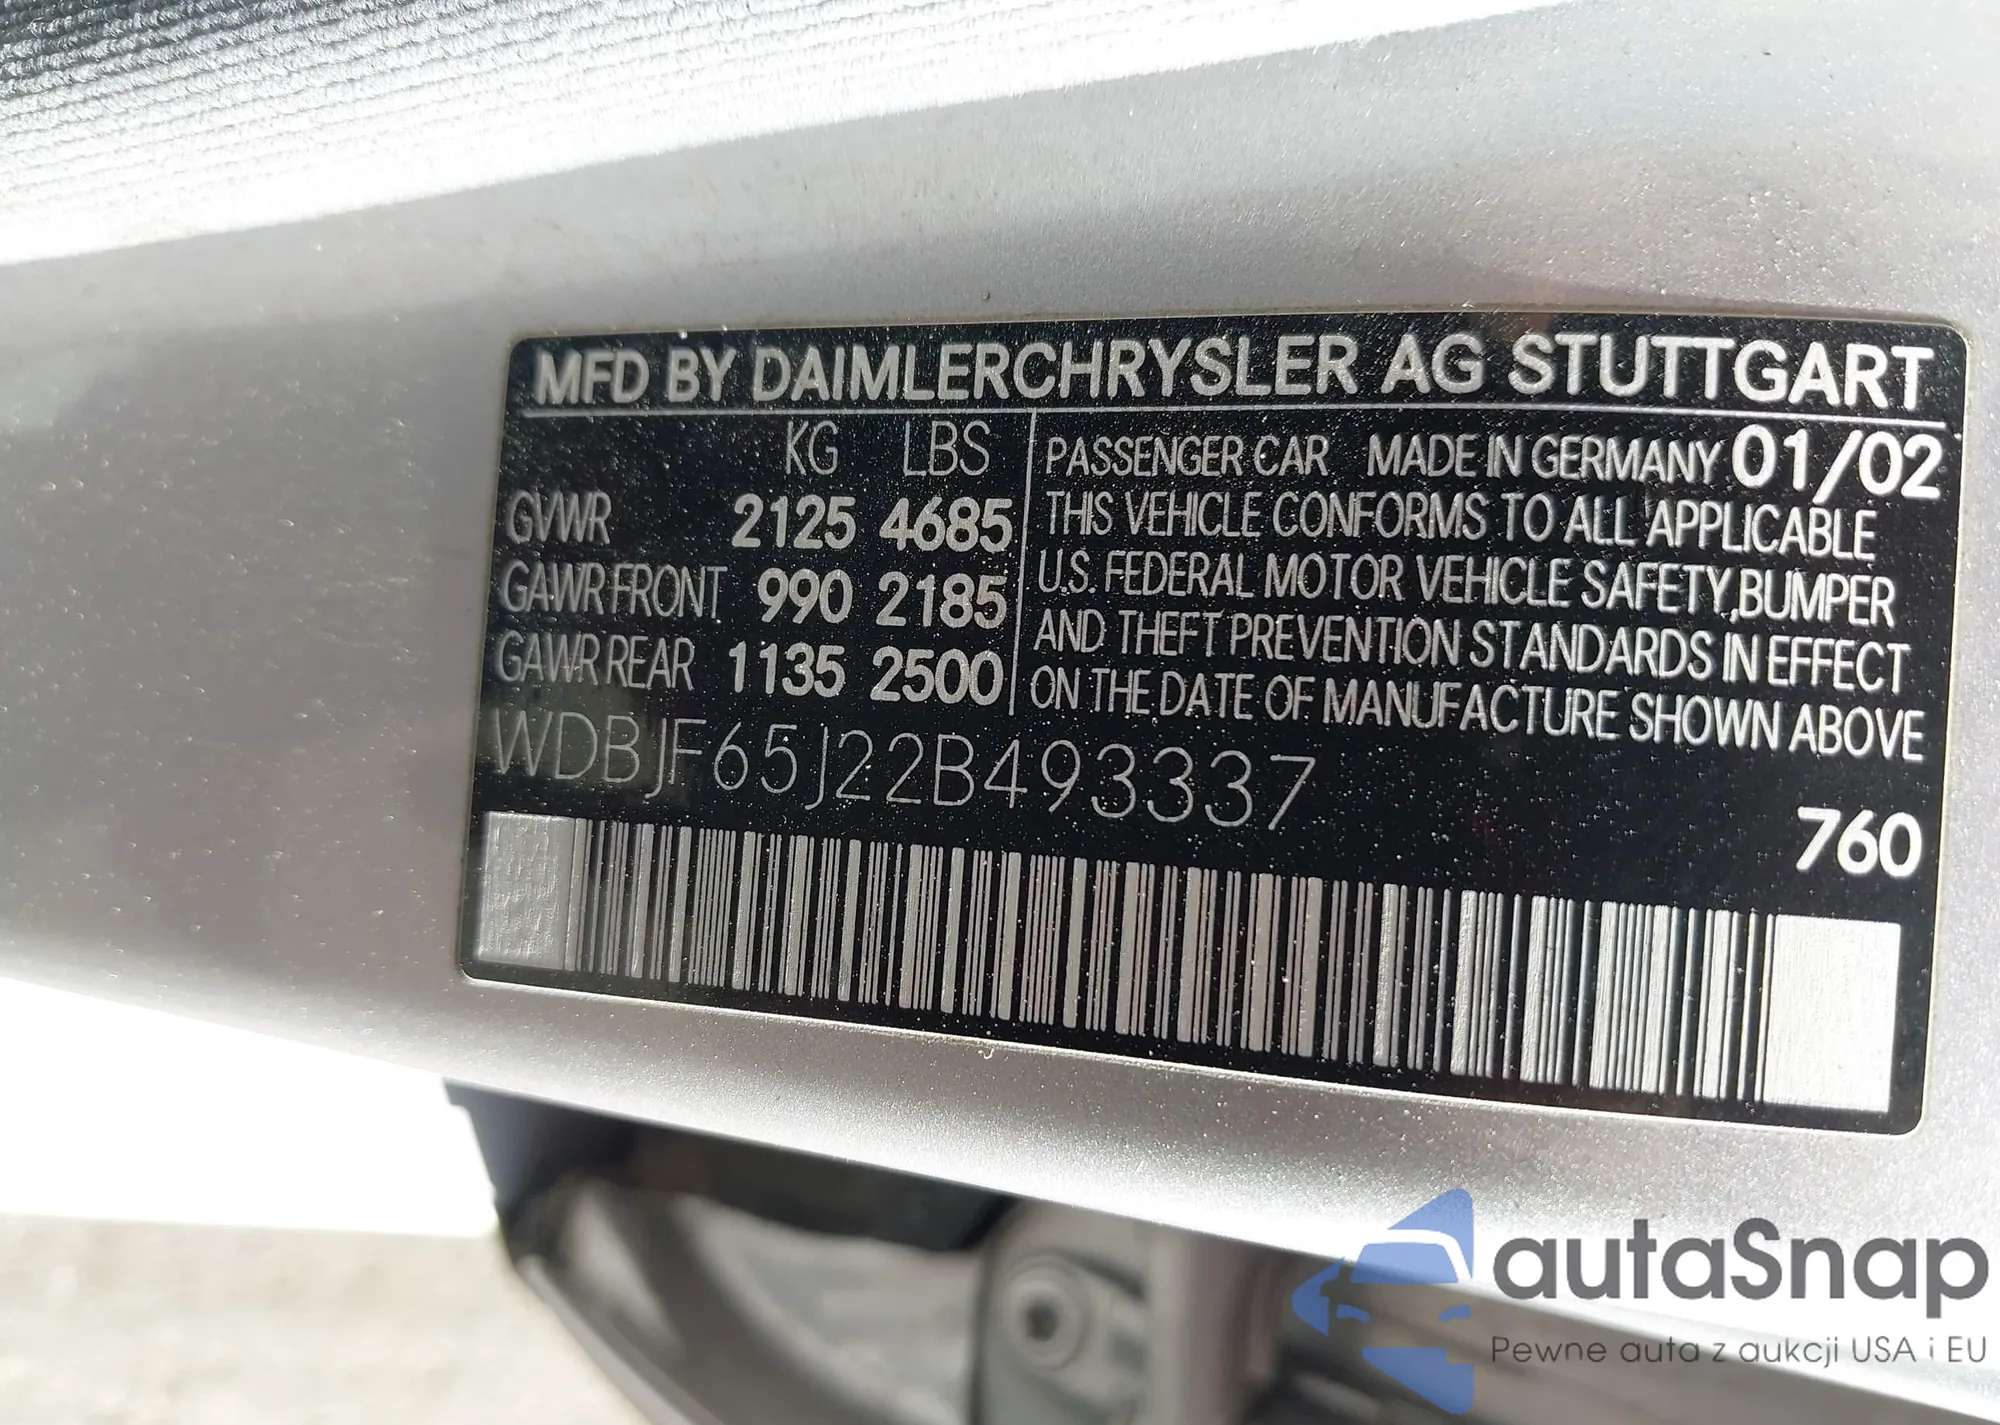 MFD BY DAIMLERCHRYSLER AG STUTTGART
KG LBS
GVWR 2125 4685
GAWR FRONT 990 2185
GAWR REAR 1135 2500
PASSENGER CAR MADE IN GERMANY 01/02
THIS VEHICLE CONFORMS TO ALL APPLICABLE
U.S. FEDERAL MOTOR VEHICLE SAFETY, BUMPER
AND THEFT PREVENTION STANDARDS IN EFFECT
ON THE DATE OF MANUFACTURE SHOWN ABOVE
WDBJF65J22B493337
760
autaSnap
Pewne auta z aukcji USA i EU